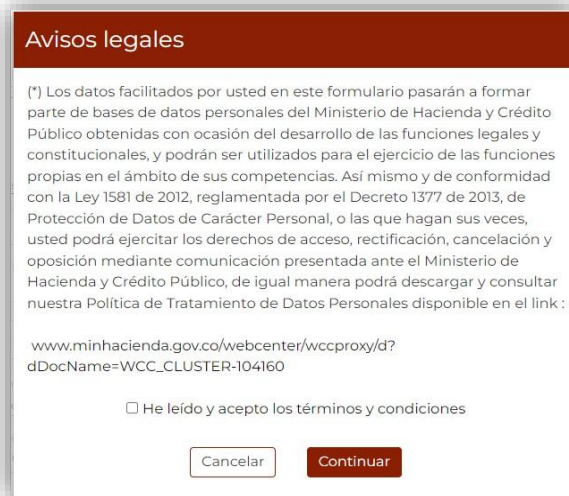 Avisos legales
(*) Los datos facilitados por usted en este formulario pasarán a formar
parte de bases de datos personales del Ministerio de Hacienda y Crédito
Público obtenidas con ocasión del desarrollo de las funciones legales y
constitucionales, y podrán ser utilizados para el ejercicio de las funciones
propias en el ámbito de sus competencias. Así mismo y de conformidad
con la Ley 1581 de 2012, reglamentada por el Decreto 1377 de 2013, de
Protección de Datos de Carácter Personal, o las que hagan sus veces,
usted podrá ejercitar los derechos de acceso, rectificación, cancelación y
oposición mediante comunicación presentada ante el Ministerio de
Hacienda y Crédito Público, de igual manera podrá descargar y consultar
nuestra Política de Tratamiento de Datos Personales disponible en el link :
www.minhacienda.gov.co/webcenter/wccproxy/d?
dDocName=WCC_CLUSTER-104160
He leído y acepto los términos y condiciones
Cancelar Continuar